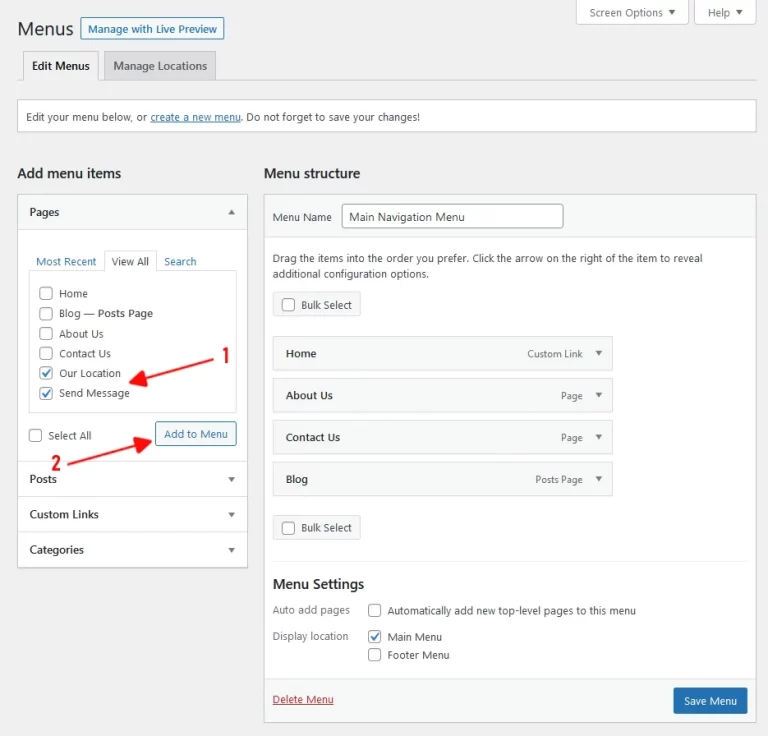 Menus Manage with Live Preview Screen Options Help
Edit Menus Manage Locations
Edit your menu below, or create a new menu. Do not forget to save your changes!
Add menu items
Pages
Most Recent View All Search
Home
Blog — Posts Page
About Us
Contact Us
Our Location
Send Message
1
Select All Add to Menu
2
Posts
Custom Links
Categories
Menu structure
Menu Name Main Navigation Menu
Drag the items into the order you prefer. Click the arrow on the right of the item to reveal
additional configuration options.
Bulk Select
Home Custom Link
About Us Page
Contact Us Page
Blog Posts Page
Bulk Select
Menu Settings
Auto add pages Automatically add new top-level pages to this menu
Display location Main Menu
Footer Menu
Delete Menu Save Menu